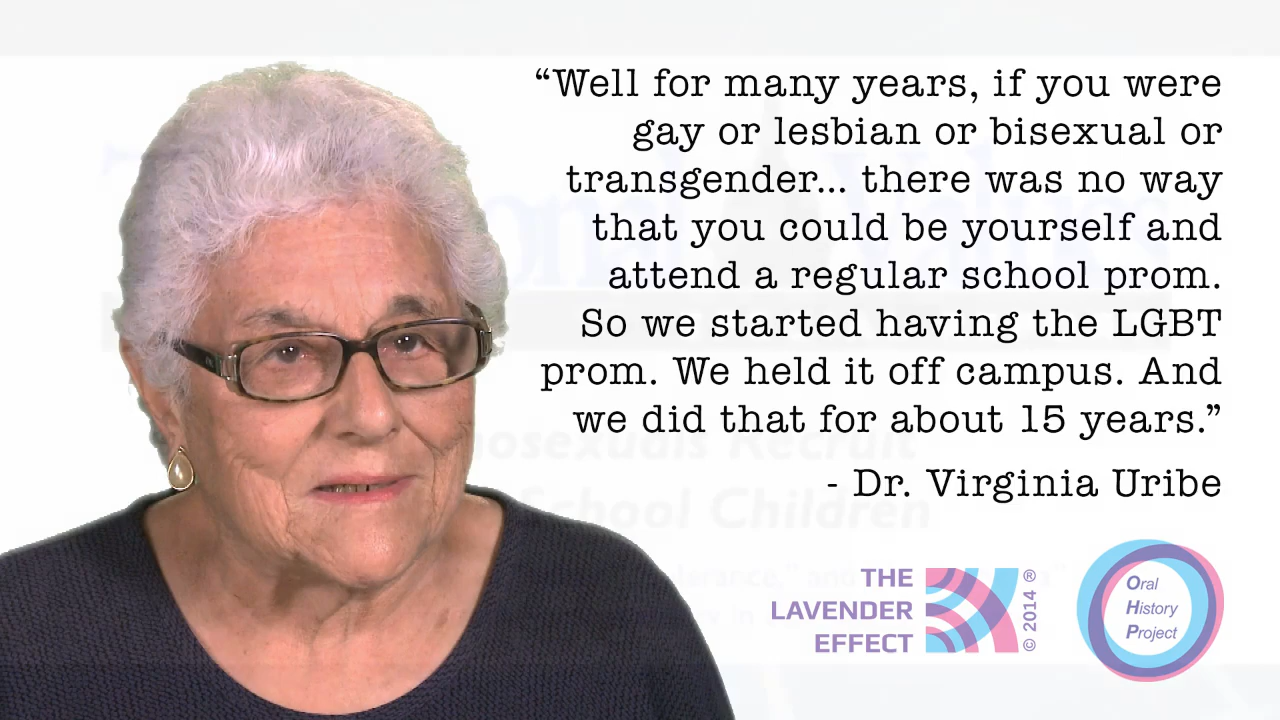 “Well for many years, if you were
gay or lesbian or bisexual or
transgender... there was no way
that you could be yourself and
attend a regular school prom.
So we started having the LGBT
prom. We held it off campus. And
we did that for about 15 years.”
- Dr. Virginia Uribe
School Children
THE
LAVENDER
EFFECT
© 2014 ®
Oral
History
Project